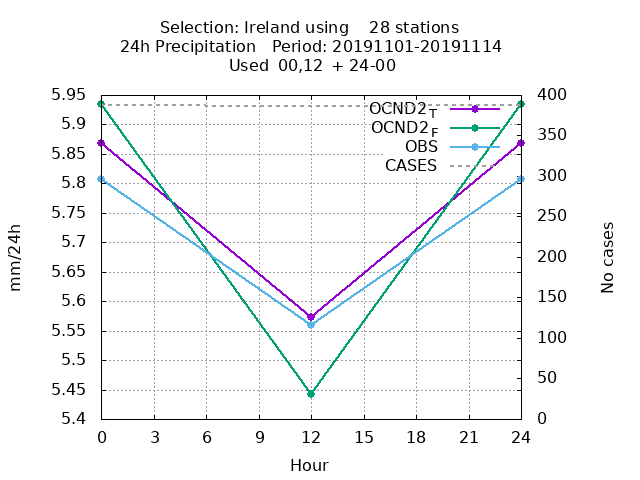 Selection: Ireland using    28 stations
24h Precipitation   Period: 20191101-20191114
Used  00,12  + 24-00
5.95
5.9
5.85
5.8
5.75
5.7
5.65
5.6
5.55
5.5
5.45
5.4
mm/24h
OCND2T
OCND2F
OBS
CASES
400
350
300
250
200
150
100
50
0
No cases
0 3 6 9 12 15 18 21 24
Hour